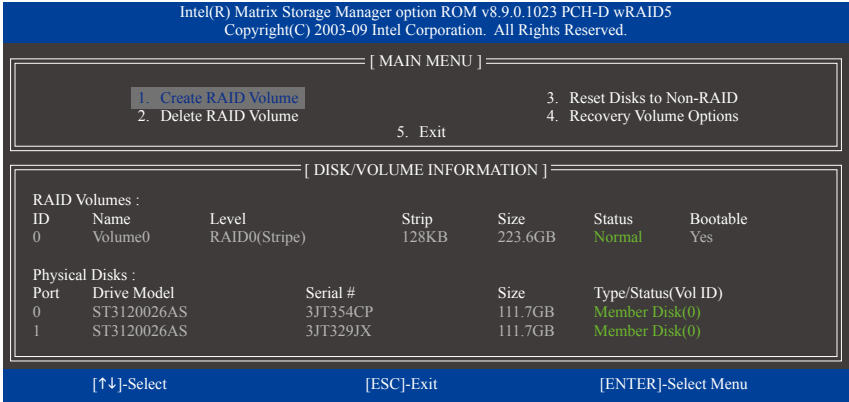 Intel(R) Matrix Storage Manager option ROM v8.9.0.1023 PCH-D wRAID5
Copyright(C) 2003-09 Intel Corporation. All Rights Reserved.
[ MAIN MENU ]
1. Create RAID Volume 3. Reset Disks to Non-RAID
2. Delete RAID Volume 4. Recovery Volume Options
5. Exit
[ DISK/VOLUME INFORMATION ]
RAID Volumes :
ID Name Level Strip Size Status Bootable
0 Volume0 RAID0(Stripe) 128KB 223.6GB Normal Yes
Physical Disks :
Port Drive Model Serial # Size Type/Status(Vol ID)
0 ST3120026AS 3JT354CP 111.7GB Member Disk(0)
1 ST3120026AS 3JT329JX 111.7GB Member Disk(0)
[↑↓]-Select [ESC]-Exit [ENTER]-Select Menu